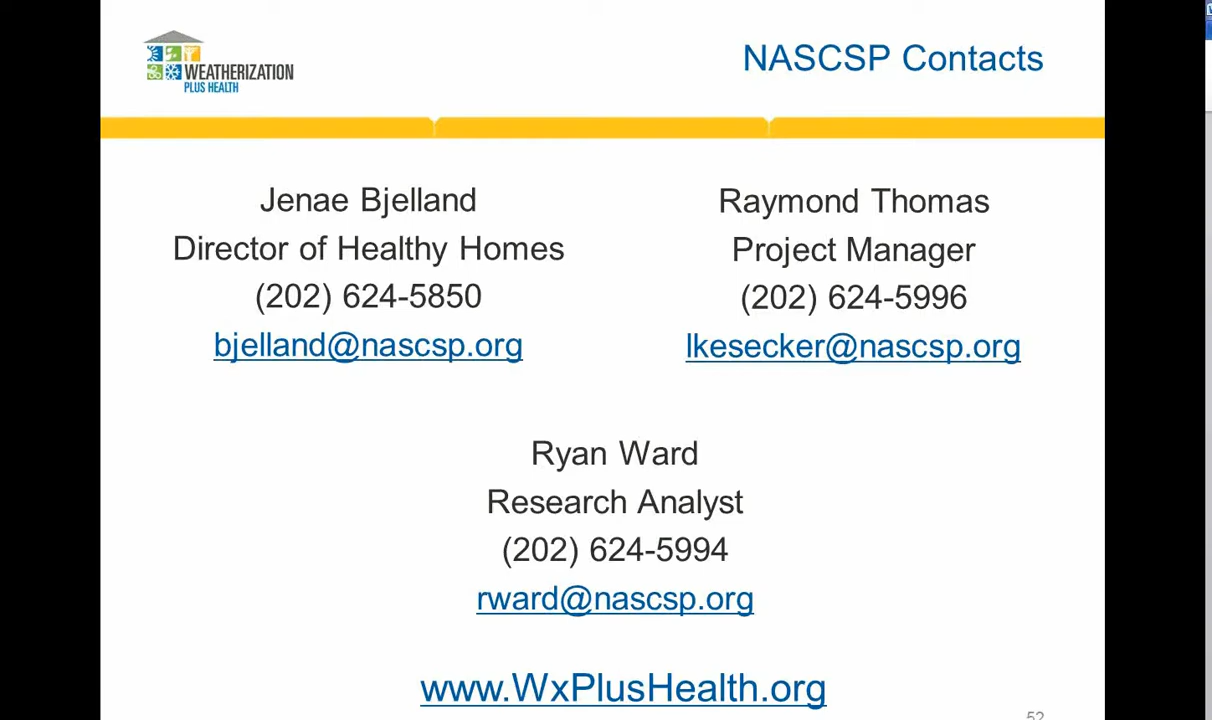 WEATHERIZATION
PLUS HEALTH
NASCSP Contacts
Jenae Bjelland
Director of Healthy Homes
(202) 624-5850
bjelland@nascsp.org
Raymond Thomas
Project Manager
(202) 624-5996
lkesecker@nascsp.org
Ryan Ward
Research Analyst
(202) 624-5994
rward@nascsp.org
www.WxPlusHealth.org
52